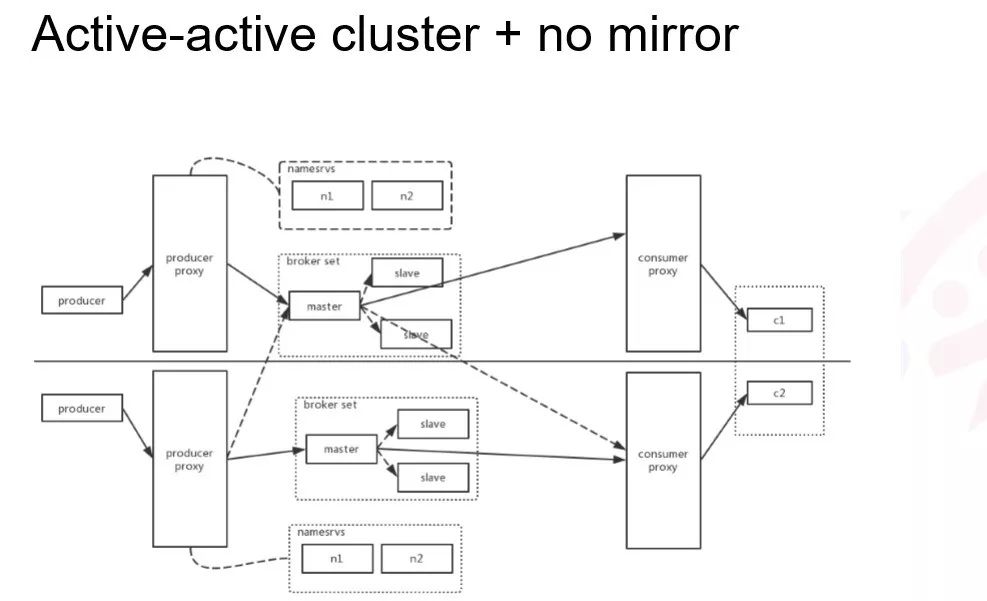 Active-active cluster + no mirror
namesrvs
n1
n2
producer
proxy
broker set
slave
master
slave
producer
consumer
proxy
c1
producer
producer
proxy
broker set
slave
master
slave
consumer
proxy
c2
namesrvs
n1
n2